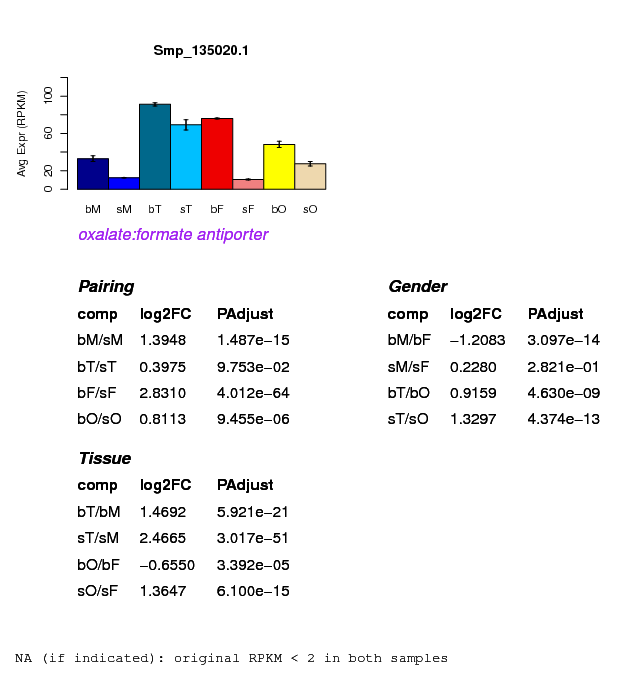 Smp_135020.1
Avg Expr (RPKM)
100
60
20
0
bM sM bT sT bF sF bO sO
oxalate:formate antiporter
Pairing
comp log2FC PAdjust
bM/sM 1.3948 1.487e−15
bT/sT 0.3975 9.753e−02
bF/sF 2.8310 4.012e−64
bO/sO 0.8113 9.455e−06
Gender
comp log2FC PAdjust
bM/bF −1.2083 3.097e−14
sM/sF 0.2280 2.821e−01
bT/bO 0.9159 4.630e−09
sT/sO 1.3297 4.374e−13
Tissue
comp log2FC PAdjust
bT/bM 1.4692 5.921e−21
sT/sM 2.4665 3.017e−51
bO/bF −0.6550 3.392e−05
sO/sF 1.3647 6.100e−15
NA (if indicated): original RPKM < 2 in both samples